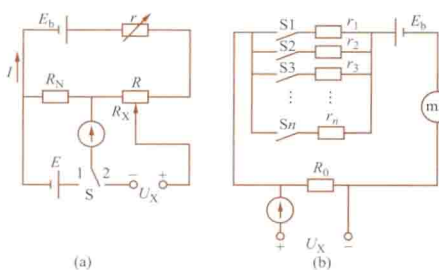 E_b
r
I
R_N
R
R_X
E
1
2
S
− +
U_X
(a)
S1 r_1
S2 r_2
S3 r_3
⋮ ⋮
Sn r_n
E_b
m
R_0
+ U_X −
(b)